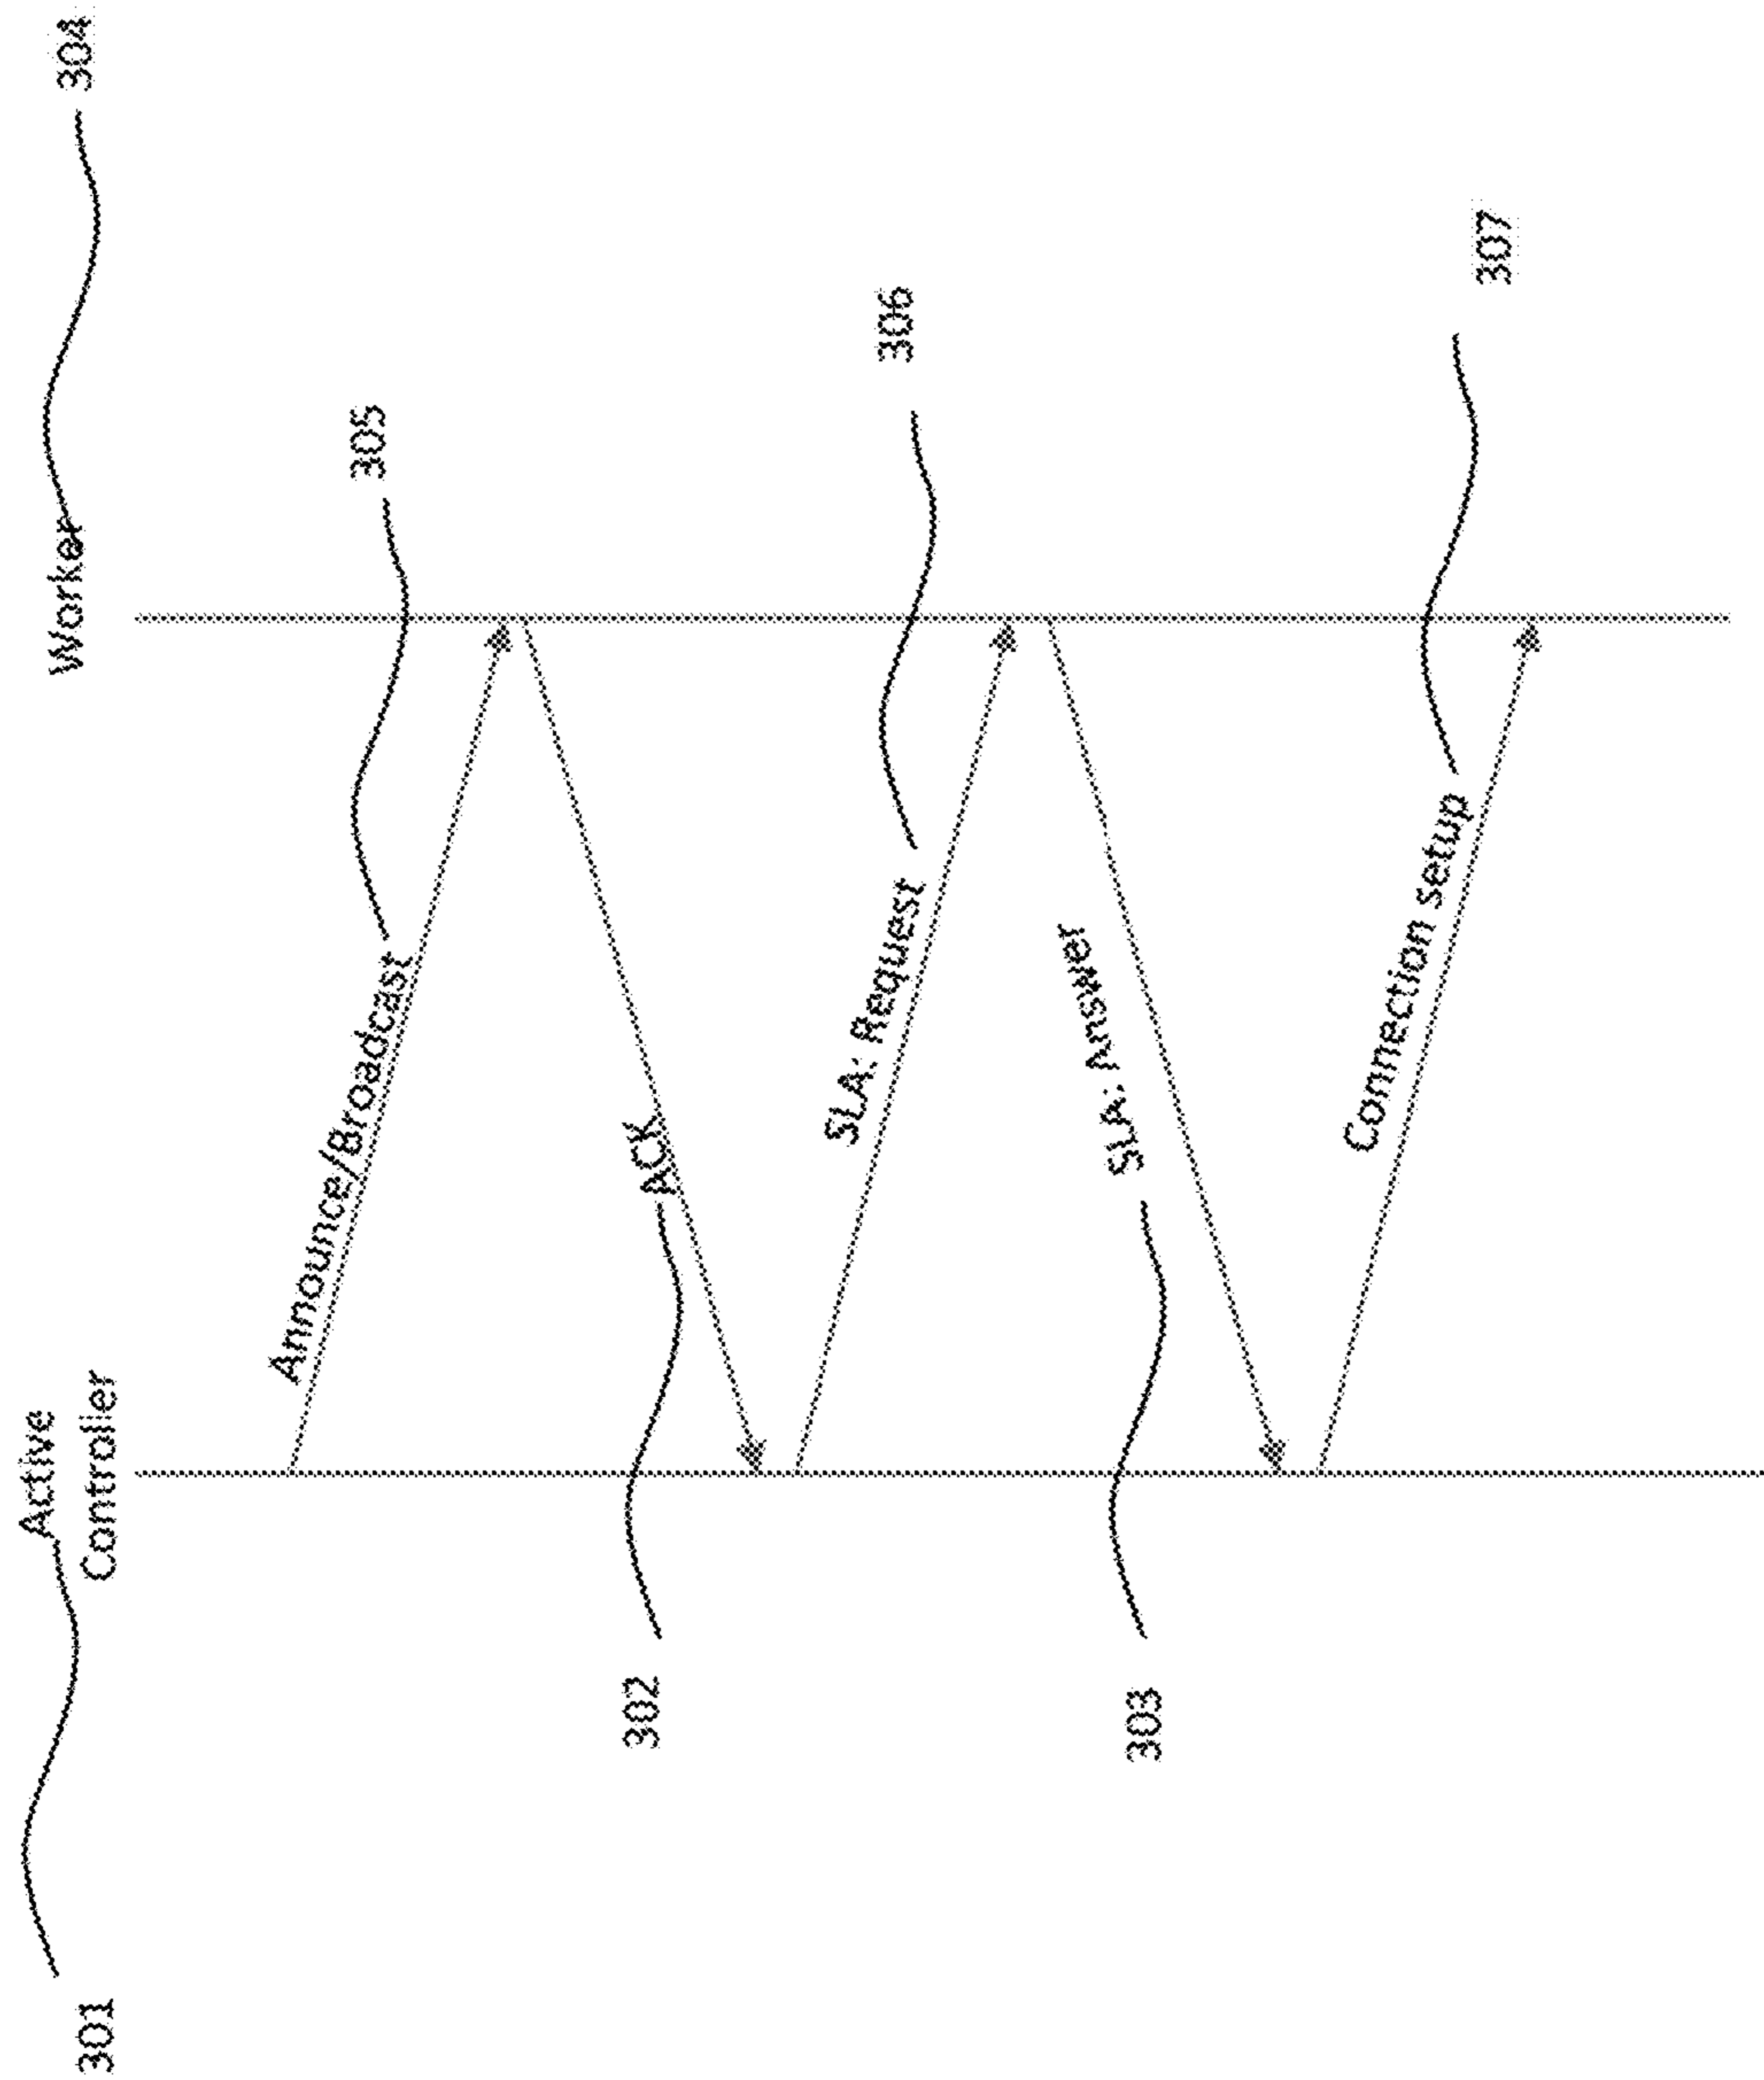 301
Active
Controller
Worker
304
Announce/Broadcast
305
302
ACK
SLA: Request
306
303
SLA: Answer
Connection setup
307